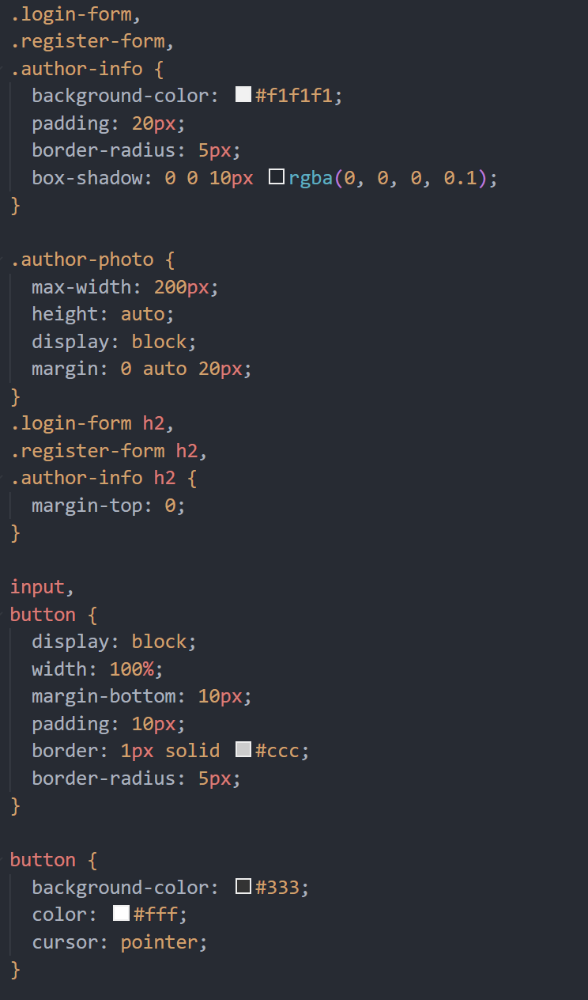 .login-form,
.register-form,
.author-info {
  background-color: #f1f1f1;
  padding: 20px;
  border-radius: 5px;
  box-shadow: 0 0 10px rgba(0, 0, 0, 0.1);
}

.author-photo {
  max-width: 200px;
  height: auto;
  display: block;
  margin: 0 auto 20px;
}
.login-form h2,
.register-form h2,
.author-info h2 {
  margin-top: 0;
}

input,
button {
  display: block;
  width: 100%;
  margin-bottom: 10px;
  padding: 10px;
  border: 1px solid #ccc;
  border-radius: 5px;
}

button {
  background-color: #333;
  color: #fff;
  cursor: pointer;
}